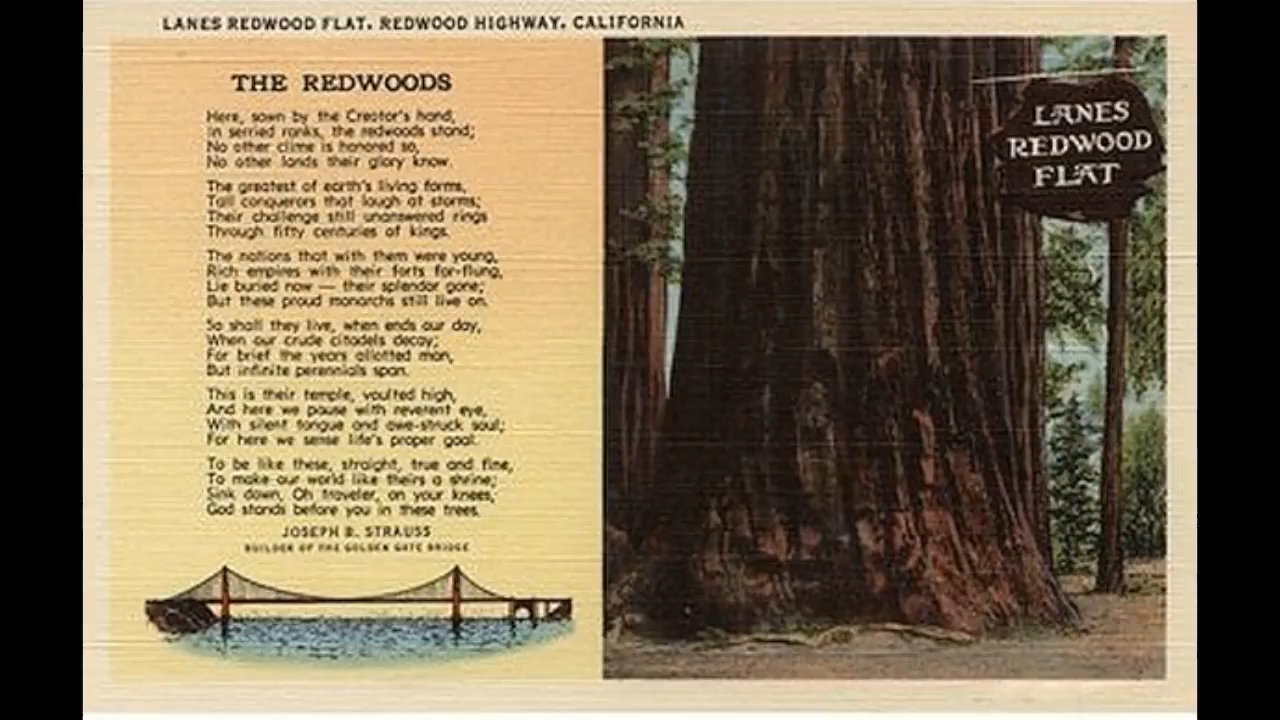 LANES REDWOOD FLAT, REDWOOD HIGHWAY, CALIFORNIA
THE REDWOODS
Here, sown by the Creator's hand,
In serried ranks, the redwoods stand;
No other clime is honored so,
No other lands their glory know.
The greatest of earth's living forms,
Tall conquerors that laugh at storms;
Their challenge still unanswered rings
Through fifty centuries of kings.
The nations that with them were young,
Rich empires with their forts far-flung,
Lie buried now — their splendor gone;
But these proud monarchs still live on.
So shall they live, when ends our day,
When our crude citadels decay;
For brief the years allotted man,
But infinite perennials span.
This is their temple, vaulted high,
And here we pause with reverent eye,
With silent tongue and awe-struck soul;
For here we sense life's proper goal.
To be like these, straight, true and fine,
To make our world like theirs a shrine;
Sink down, Oh traveler, on your knees,
God stands before you in these trees.
JOSEPH B. STRAUSS
BUILDER OF THE GOLDEN GATE BRIDGE
LANES
REDWOOD
FLAT